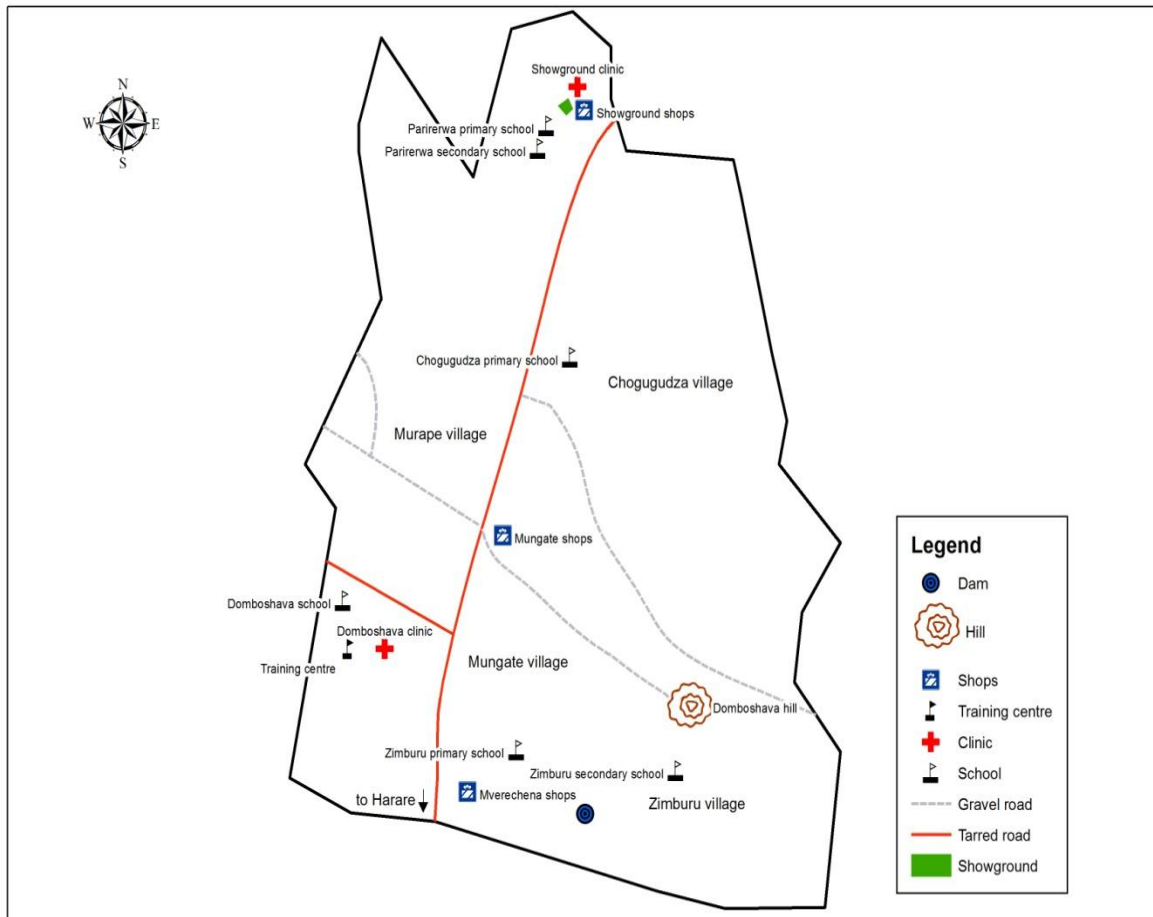 Showground clinic
N
W
E
S
Showground shops
Parirerwa primary school
Parirerwa secondary school
Chogugudza primary school
Chogugudza village
Murape village
Mungate shops
Domboshava school
Domboshava clinic
Training centre
Mungate village
Domboshava hill
Zimburu primary school
Zimburu secondary school
to Harare
Mverechena shops
Zimburu village
Legend
Dam
Hill
Shops
Training centre
Clinic
School
Gravel road
Tarred road
Showground